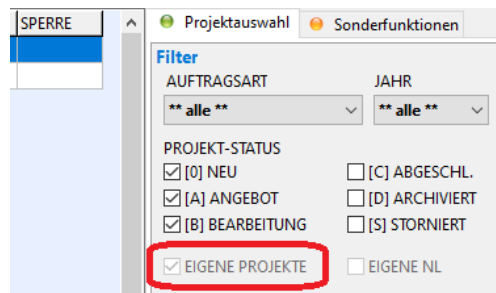 SPERRE
Projektauswahl Sonderfunktionen
Filter
AUFTRAGSART JAHR
** alle ** ** alle **
PROJEKT-STATUS
[0] NEU [C] ABGESCHL.
[A] ANGEBOT [D] ARCHIVIERT
[B] BEARBEITUNG [S] STORNIERT
EIGENE PROJEKTE EIGENE NL